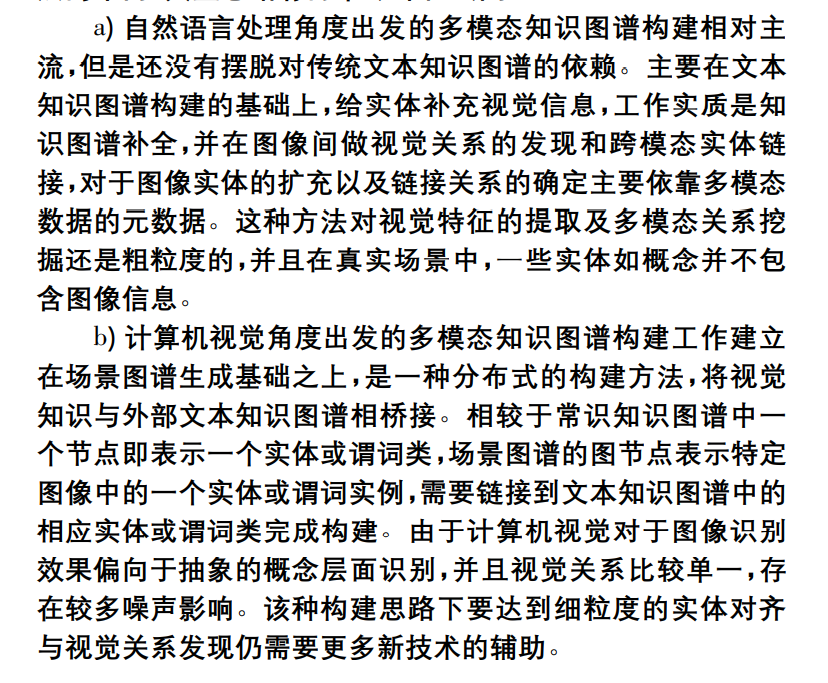 a) 自然语言处理角度出发的多模态知识图谱构建相对主
流,但是还没有摆脱对传统文本知识图谱的依赖。主要在文本
知识图谱构建的基础上,给实体补充视觉信息,工作实质是知
识图谱补全,并在图像间做视觉关系的发现和跨模态实体链
接,对于图像实体的扩充以及链接关系的确定主要依靠多模态
数据的元数据。这种方法对视觉特征的提取及多模态关系挖
掘还是粗粒度的,并且在真实场景中,一些实体如概念并不包
含图像信息。
b) 计算机视觉角度出发的多模态知识图谱构建工作建立
在场景图谱生成基础之上,是一种分布式的构建方法,将视觉
知识与外部文本知识图谱相桥接。相较于常识知识图谱中一
个节点即表示一个实体或谓词类,场景图谱的图节点表示特定
图像中的一个实体或谓词实例,需要链接到文本知识图谱中的
相应实体或谓词类完成构建。由于计算机视觉对于图像识别
效果偏向于抽象的概念层面识别,并且视觉关系比较单一,存
在较多噪声影响。该种构建思路下要达到细粒度的实体对齐
与视觉关系发现仍需要更多新技术的辅助。